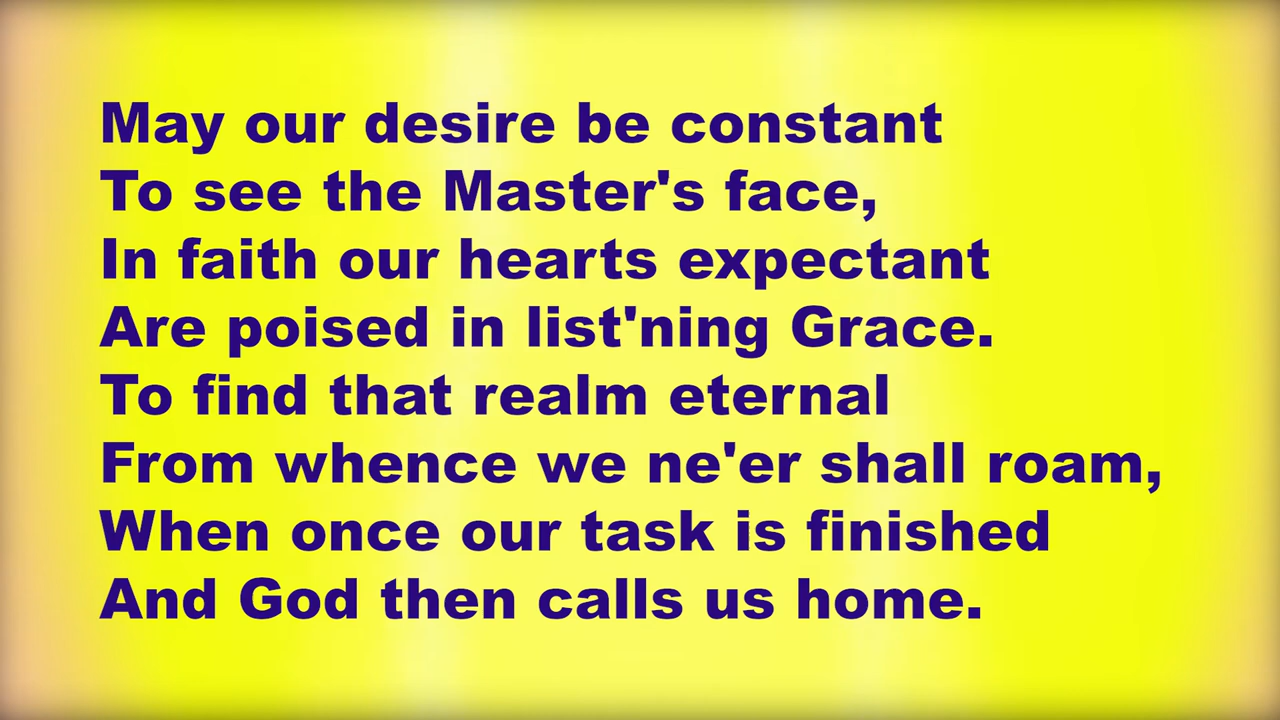 May our desire be constant
To see the Master's face,
In faith our hearts expectant
Are poised in list'ning Grace.
To find that realm eternal
From whence we ne'er shall roam,
When once our task is finished
And God then calls us home.